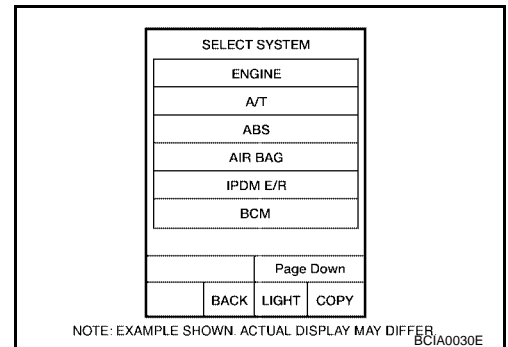 SELECT SYSTEM
ENGINE
A/T
ABS
AIR BAG
IPDM E/R
BCM
Page Down
BACK LIGHT COPY
NOTE: EXAMPLE SHOWN. ACTUAL DISPLAY MAY DIFFER.
BCIA0030E